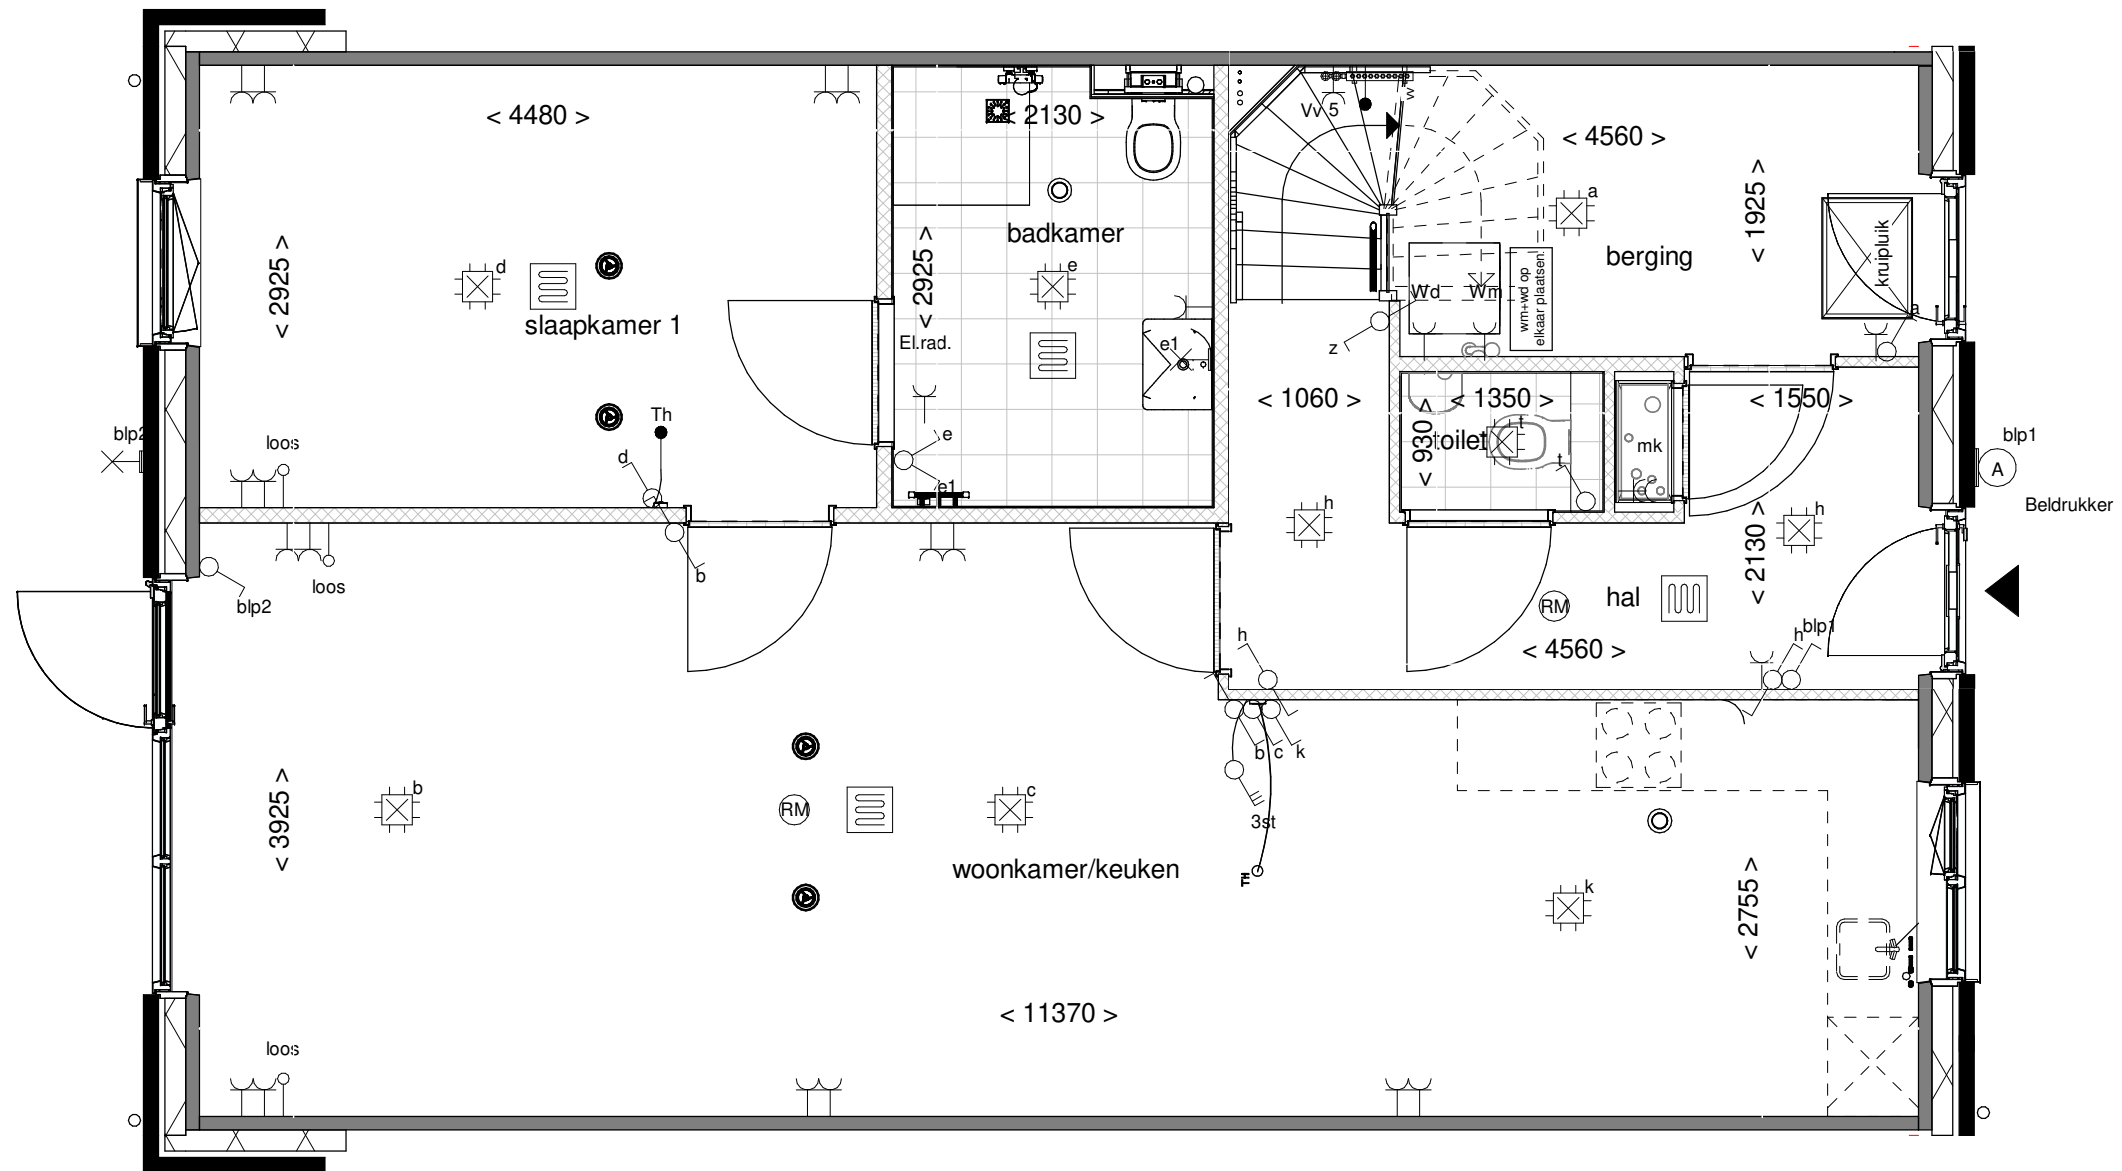 < 4480 >
< 2130 >
Vv 5
w
< 4560 >
< 1925 >
a
badkamer
berging
kruipluik
< 2925 >
d
< 2925 >
e
Wd
Wm
wm+wd op
elkaar plaatsen.
a
slaapkamer 1
El.rad.
e1
z
< 1060 >
< 1350 >
< 1550 >
Th
blp2
loos
d
e
< 930 >
toilet
t
t
mk
blp1
A
Beldrukker
e1
h
h
< 2130 >
b
loos
blp2
RM
hal
h
< 4560 >
h
blp1
b
c
k
< 3925 >
b
RM
c
3st
TH
woonkamer/keuken
k
< 2755 >
< 11370 >
loos